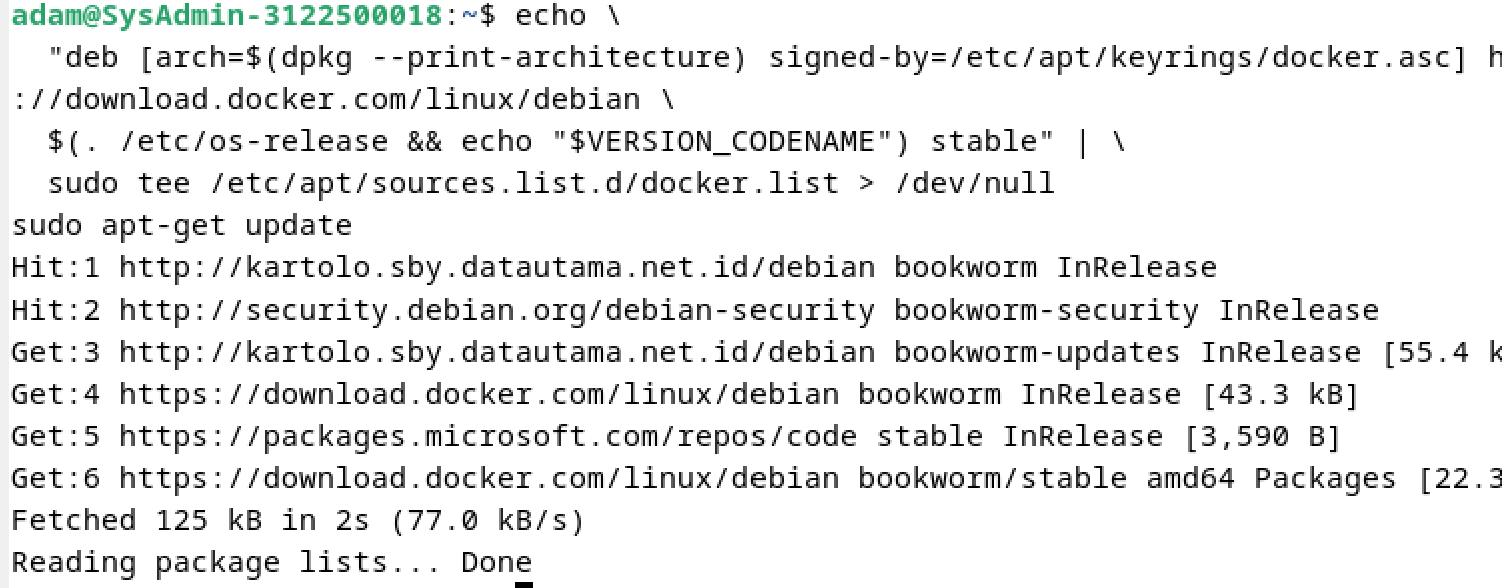 adam@SysAdmin-3122500018:~$ echo \
  "deb [arch=$(dpkg --print-architecture) signed-by=/etc/apt/keyrings/docker.asc] h
://download.docker.com/linux/debian \
  $(. /etc/os-release && echo "$VERSION_CODENAME") stable" | \
  sudo tee /etc/apt/sources.list.d/docker.list > /dev/null
sudo apt-get update
Hit:1 http://kartolo.sby.datautama.net.id/debian bookworm InRelease
Hit:2 http://security.debian.org/debian-security bookworm-security InRelease
Get:3 http://kartolo.sby.datautama.net.id/debian bookworm-updates InRelease [55.4 k
Get:4 https://download.docker.com/linux/debian bookworm InRelease [43.3 kB]
Get:5 https://packages.microsoft.com/repos/code stable InRelease [3,590 B]
Get:6 https://download.docker.com/linux/debian bookworm/stable amd64 Packages [22.3
Fetched 125 kB in 2s (77.0 kB/s)
Reading package lists... Done